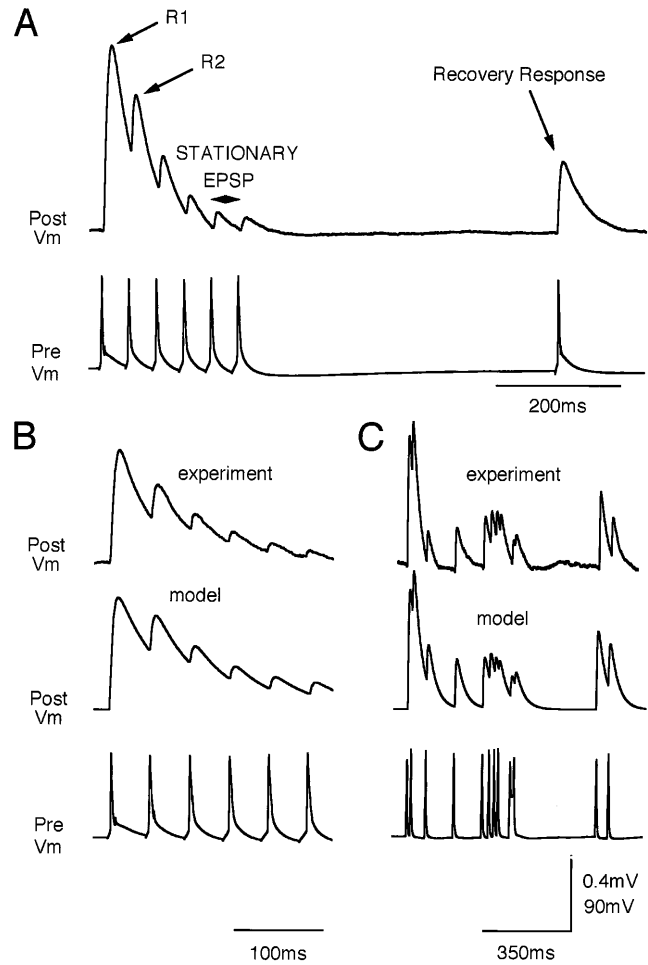 A
R1
R2
Recovery Response
STATIONARY
EPSP
Post
Vm
Pre
Vm
200ms
B
experiment
Post
Vm
model
Post
Vm
Pre
Vm
100ms
C
experiment
model
0.4mV
90mV
350ms